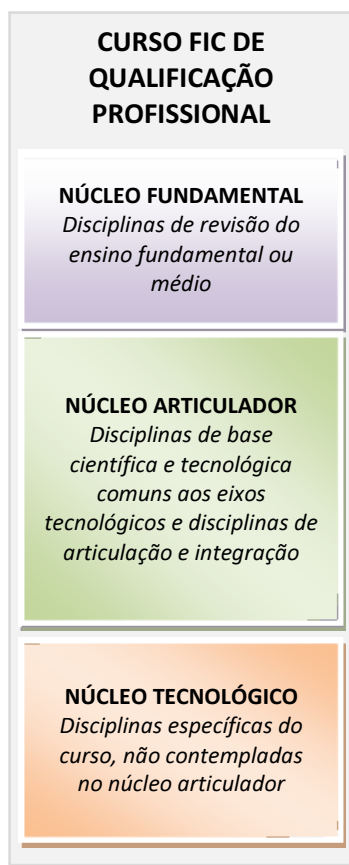 CURSO FIC DE
QUALIFICAÇÃO
PROFISSIONAL
NÚCLEO FUNDAMENTAL
Disciplinas de revisão do
ensino fundamental ou
médio
NÚCLEO ARTICULADOR
Disciplinas de base
científica e tecnológica
comuns aos eixos
tecnológicos e disciplinas de
articulação e integração
NÚCLEO TECNOLÓGICO
Disciplinas específicas do
curso, não contempladas
no núcleo articulador